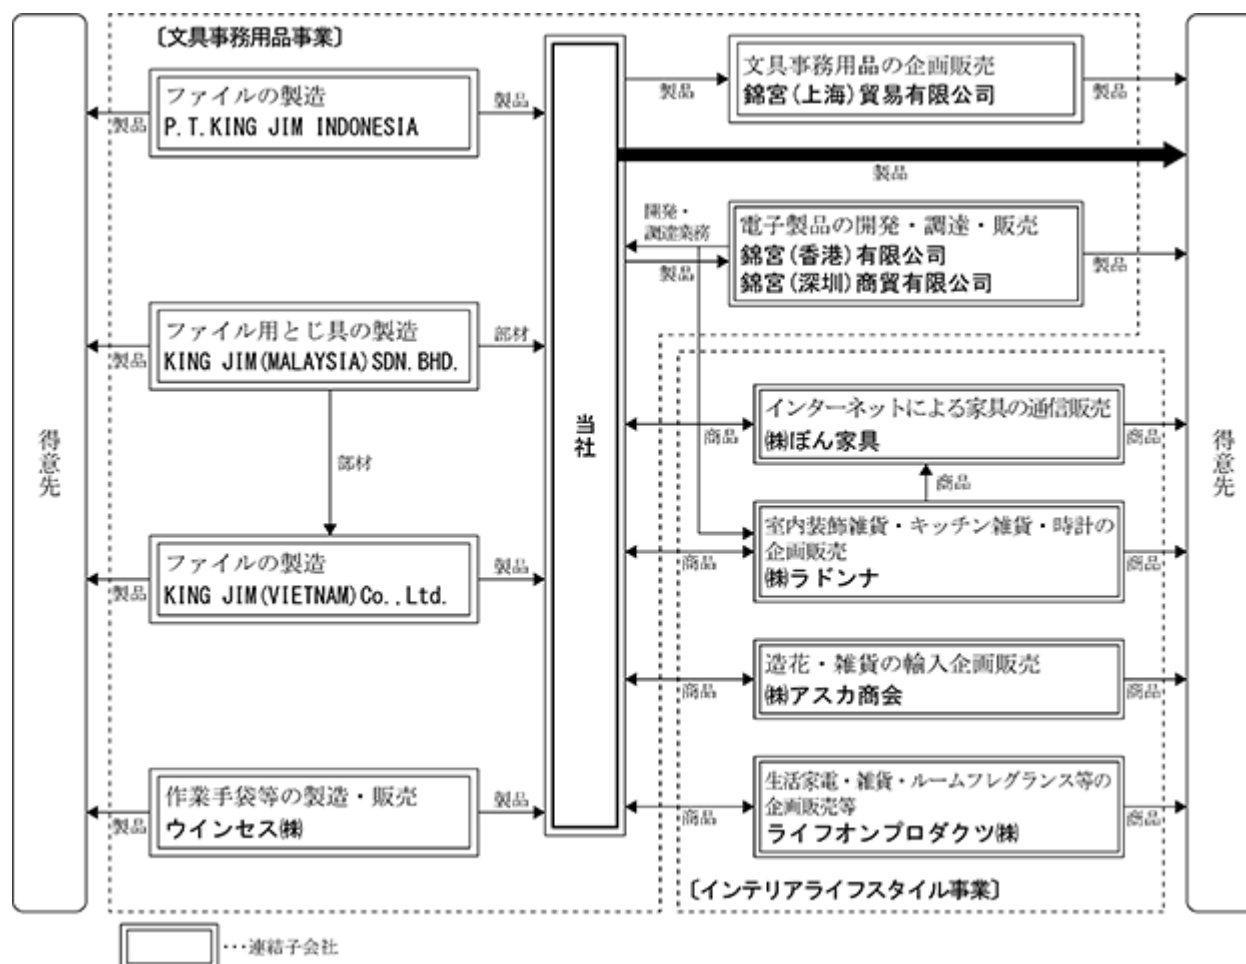 〔文具事務用品事業〕
ファイルの製造
P.T.KING JIM INDONESIA
製品
製品
ファイル用とじ具の製造
KING JIM(MALAYSIA)SDN.BHD.
製品
部材
部材
ファイルの製造
KING JIM(VIETNAM)Co.,Ltd.
製品
製品
作業手袋等の製造・販売
ウインセス㈱
製品
製品
得意先
当社
文具事務用品の企画販売
錦宮(上海)貿易有限公司
製品
製品
製品
開発・
調達業務
電子製品の開発・調達・販売
錦宮(香港)有限公司
錦宮(深圳)商貿有限公司
製品
製品
インターネットによる家具の通信販売
㈱ぼん家具
商品
商品
商品
室内装飾雑貨・キッチン雑貨・時計の
企画販売
㈱ラドンナ
商品
商品
造花・雑貨の輸入企画販売
㈱アスカ商会
商品
商品
生活家電・雑貨・ルームフレグランス等の
企画販売等
ライフオンプロダクツ㈱
商品
商品
〔インテリアライフスタイル事業〕
得意先
…連結子会社